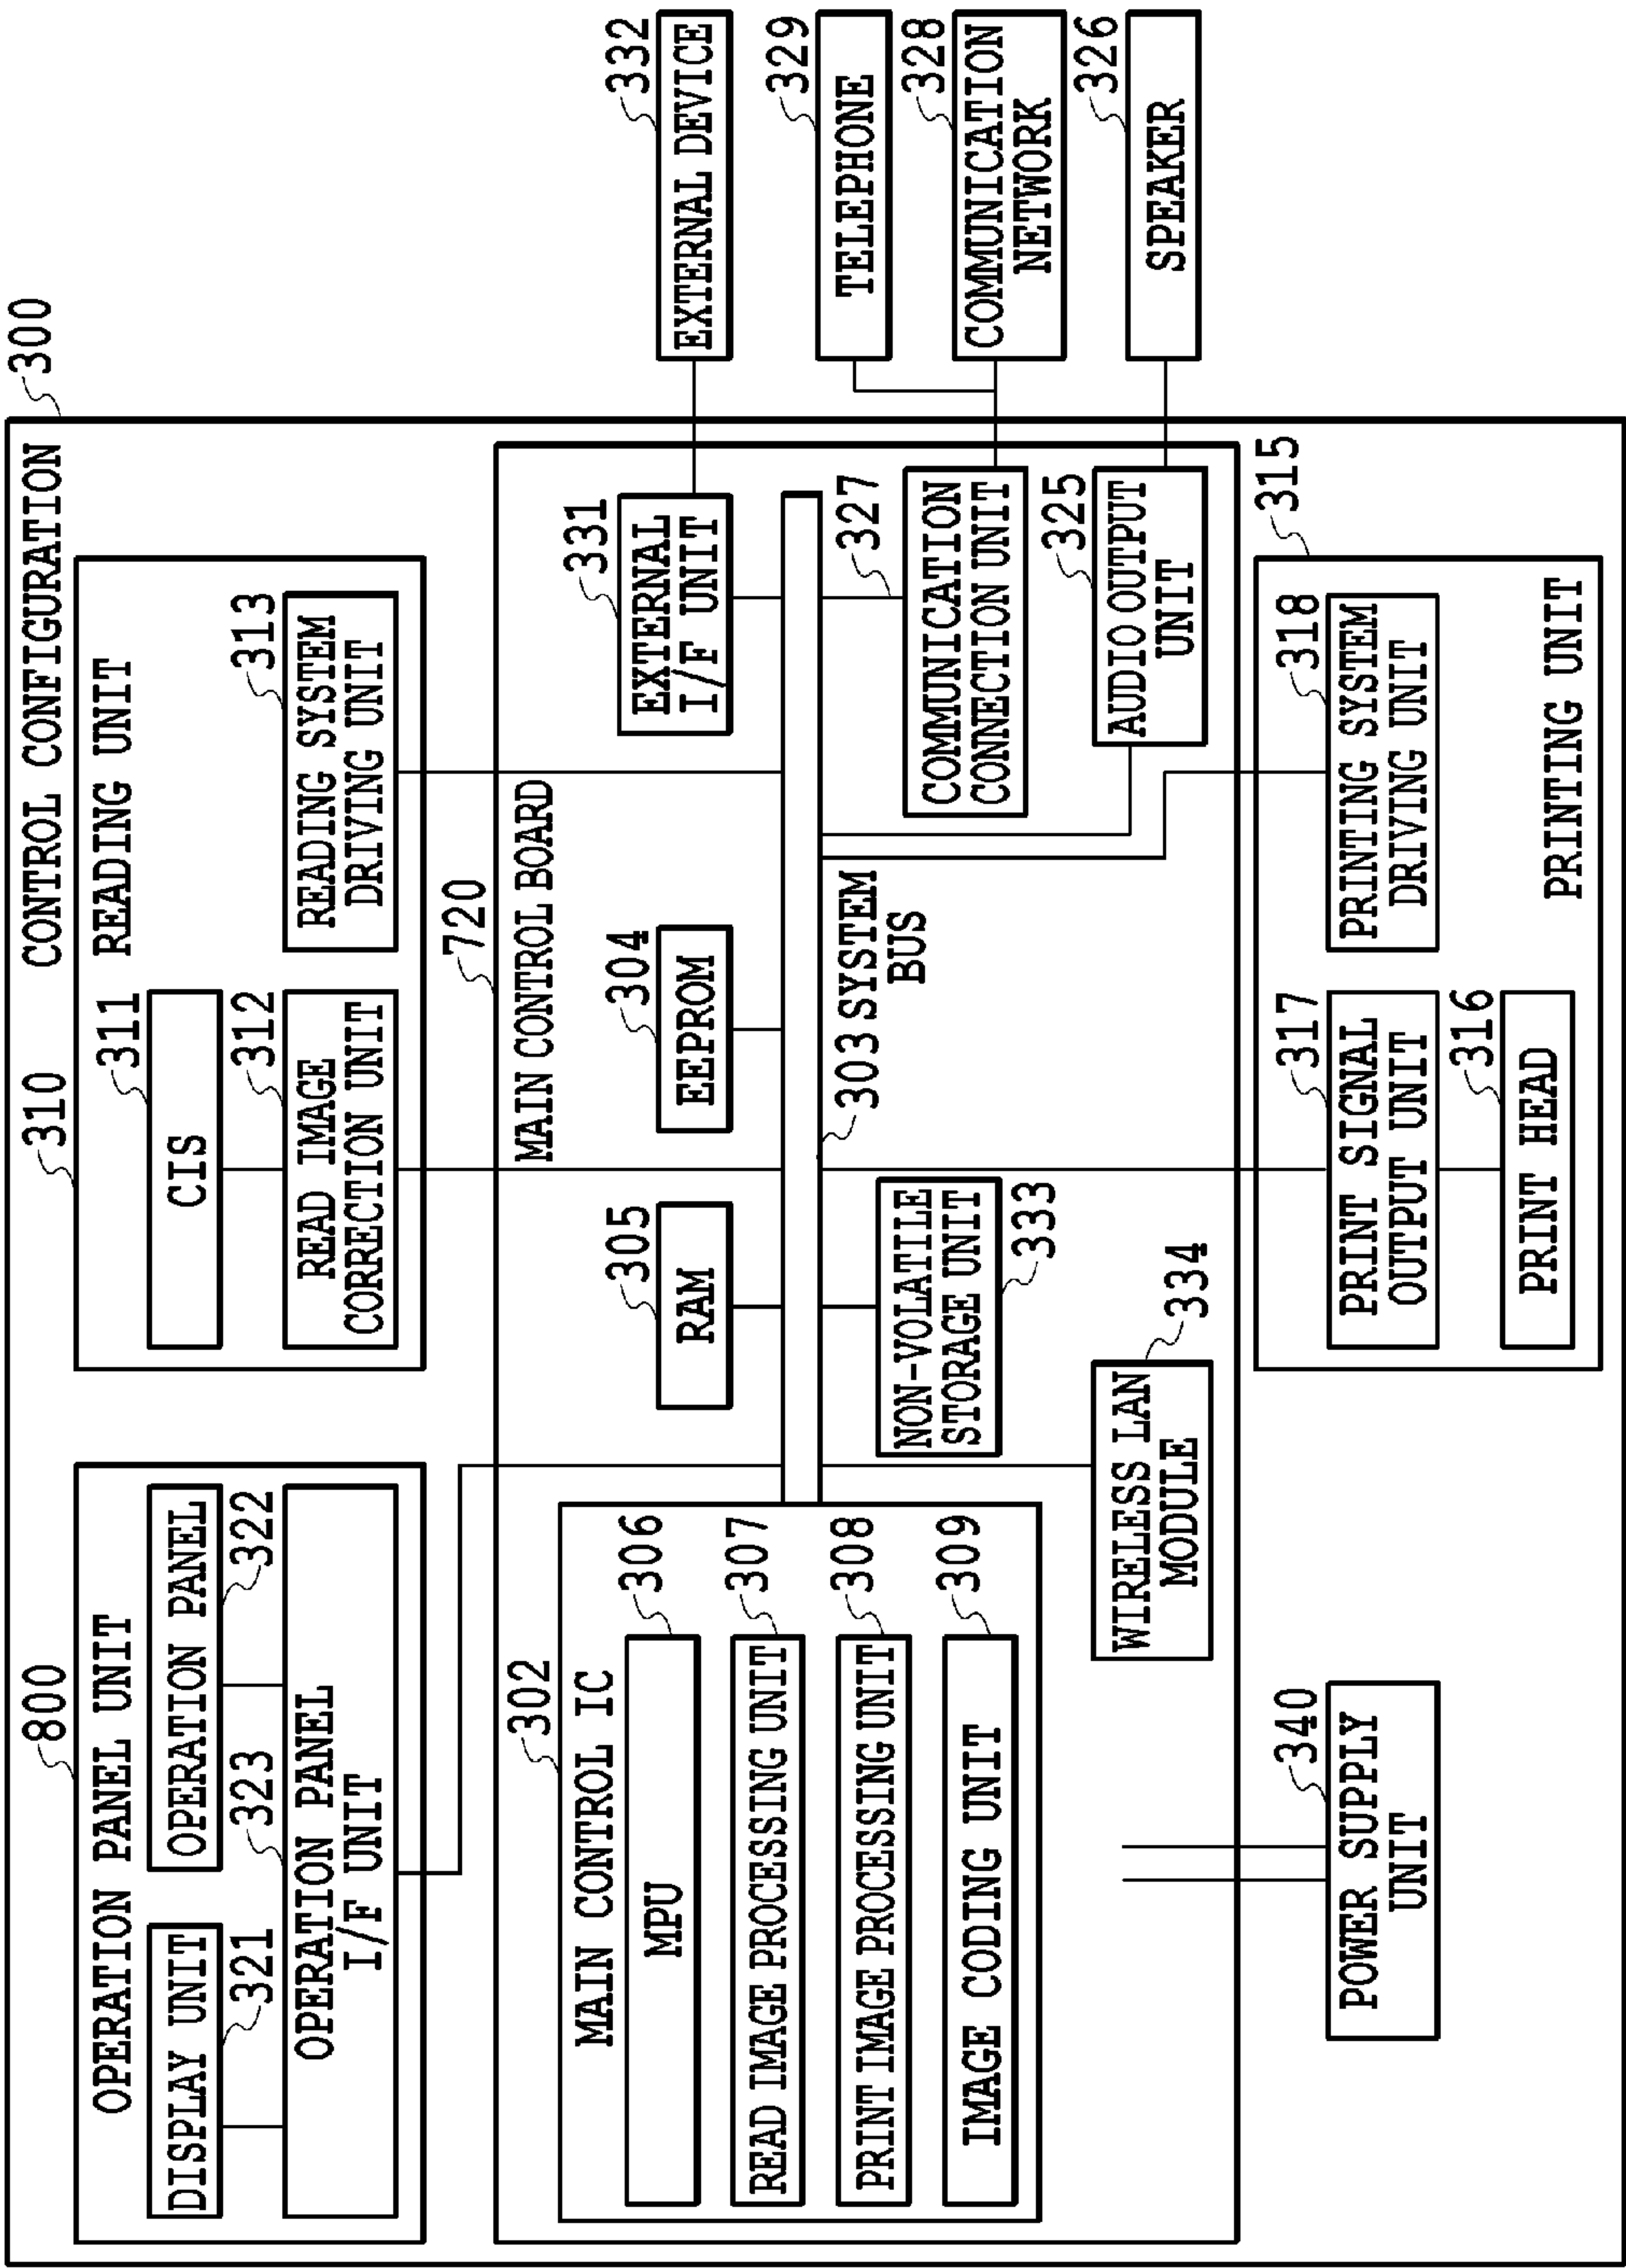 300
CONTROL CONFIGURATION
800
OPERATION PANEL UNIT
DISPLAY UNIT
321
OPERATION PANEL
322
323
OPERATION PANEL
I/F UNIT
310
READING UNIT
311
CIS
312
READ IMAGE
CORRECTION UNIT
313
READING SYSTEM
DRIVING UNIT
720
MAIN CONTROL BOARD
302
MAIN CONTROL IC
306
MPU
307
READ IMAGE PROCESSING UNIT
308
PRINT IMAGE PROCESSING UNIT
309
IMAGE CODING UNIT
305
RAM
304
EEPROM
331
EXTERNAL
I/F UNIT
303 SYSTEM
BUS
NON-VOLATILE
STORAGE UNIT
333
334
WIRELESS LAN
MODULE
327
COMMUNICATION
CONNECTION UNIT
325
AUDIO OUTPUT
UNIT
332
EXTERNAL DEVICE
329
TELEPHONE
328
COMMUNICATION
NETWORK
326
SPEAKER
340
POWER SUPPLY
UNIT
315
317
PRINT SIGNAL
OUTPUT UNIT
316
PRINT HEAD
318
PRINTING SYSTEM
DRIVING UNIT
PRINTING UNIT